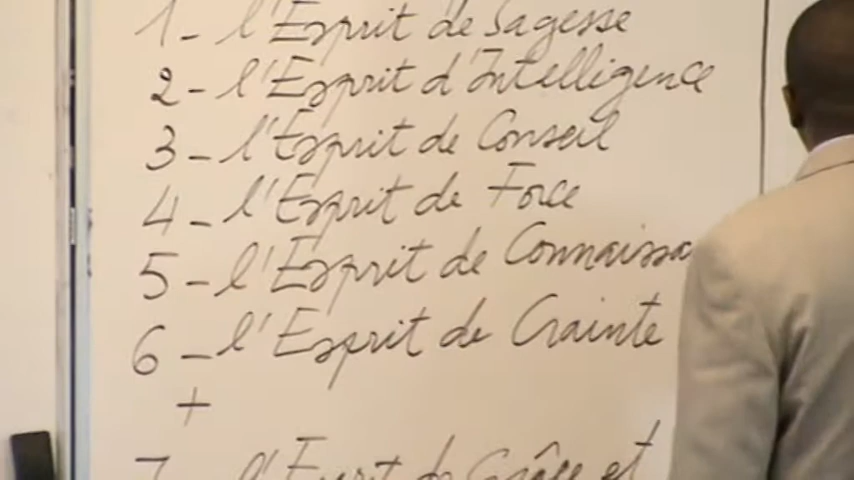 1 - l'Esprit de Sagesse
2 - l'Esprit d'Intelligence
3 - l'Esprit de Conseil
4 - l'Esprit de Force
5 - l'Esprit de Connaissa
6 - l'Esprit de Crainte
+
7 l'Esprit de Grâce et